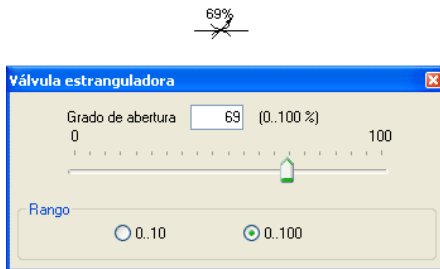 69%
Válvula estranguladora
Grado de abertura 69 (0..100 %)
0 100
Rango
0..10 0..100